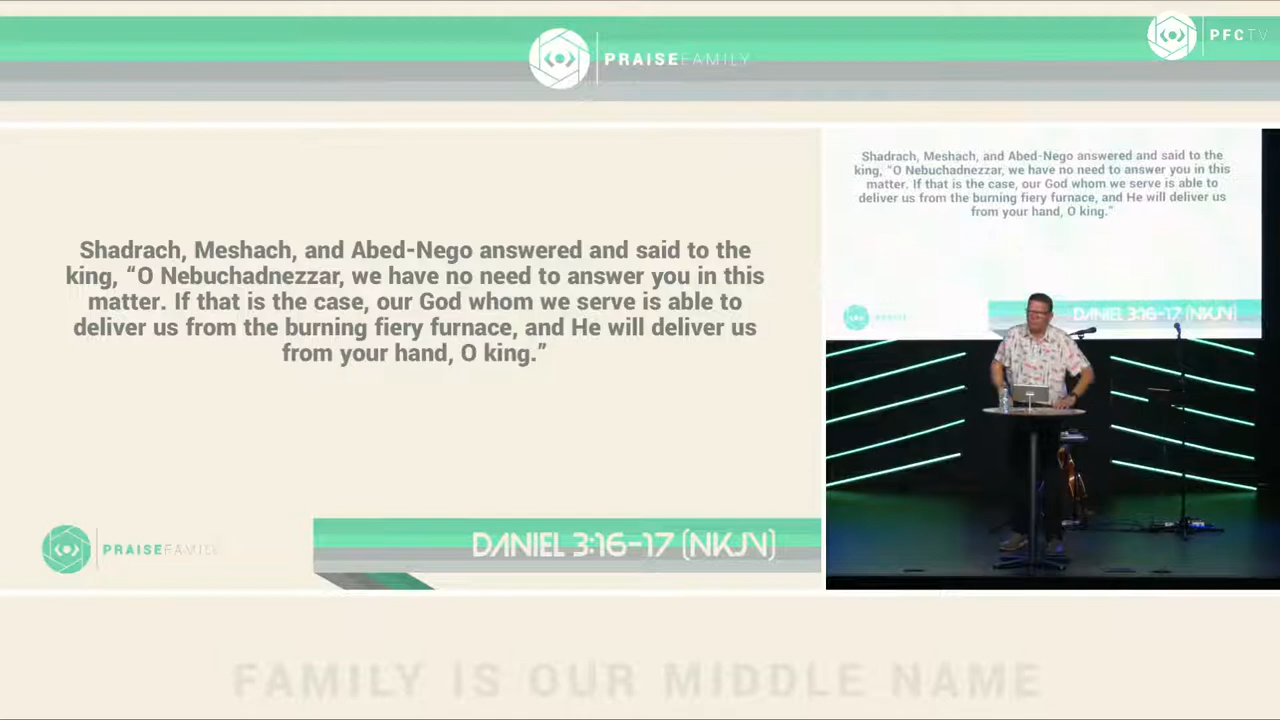 PRAISEFAMILY
PFCTV
Shadrach, Meshach, and Abed-Nego answered and said to the
king, “O Nebuchadnezzar, we have no need to answer you in this
matter. If that is the case, our God whom we serve is able to
deliver us from the burning fiery furnace, and He will deliver us
from your hand, O king.”
PRAISEFAMILY
DANIEL 3:16-17 (NKJV)
Shadrach, Meshach, and Abed-Nego answered and said to the
king, “O Nebuchadnezzar, we have no need to answer you in this
matter. If that is the case, our God whom we serve is able to
deliver us from the burning fiery furnace, and He will deliver us
from your hand, O king.”
PRAISE
DANIEL 3:16-17 (NKJV)
FAMILY IS OUR MIDDLE NAME